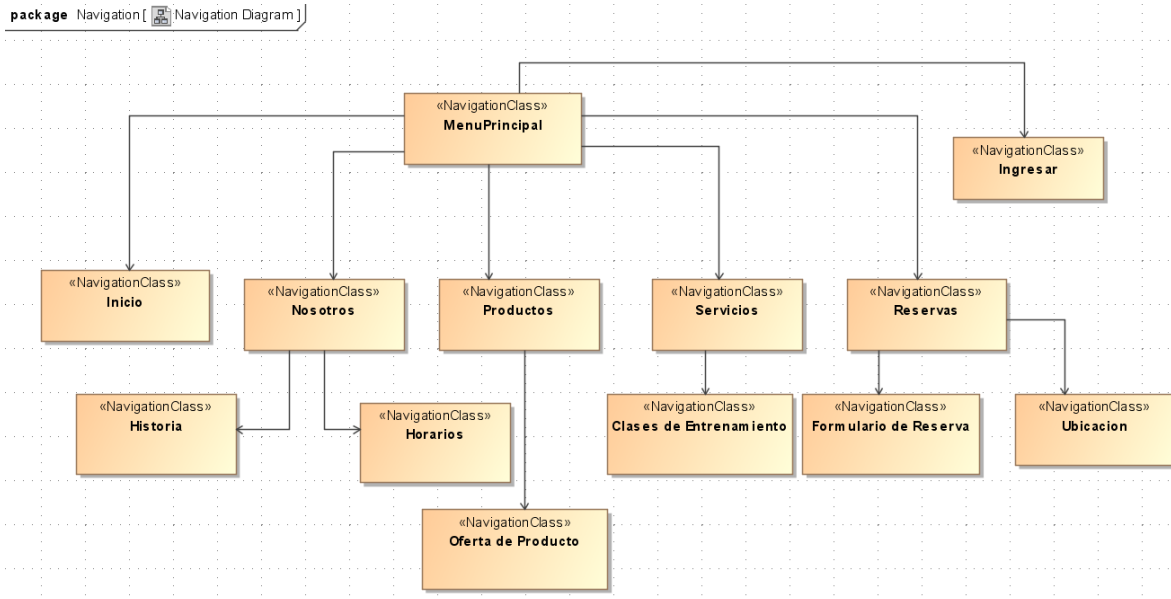 package Navigation [ Navigation Diagram ]
«NavigationClass»
MenuPrincipal
«NavigationClass»
Ingresar
«NavigationClass»
Inicio
«NavigationClass»
Nosotros
«NavigationClass»
Productos
«NavigationClass»
Servicios
«NavigationClass»
Reservas
«NavigationClass»
Historia
«NavigationClass»
Horarios
«NavigationClass»
Clases de Entrenamiento
«NavigationClass»
Formulario de Reserva
«NavigationClass»
Ubicacion
«NavigationClass»
Oferta de Producto